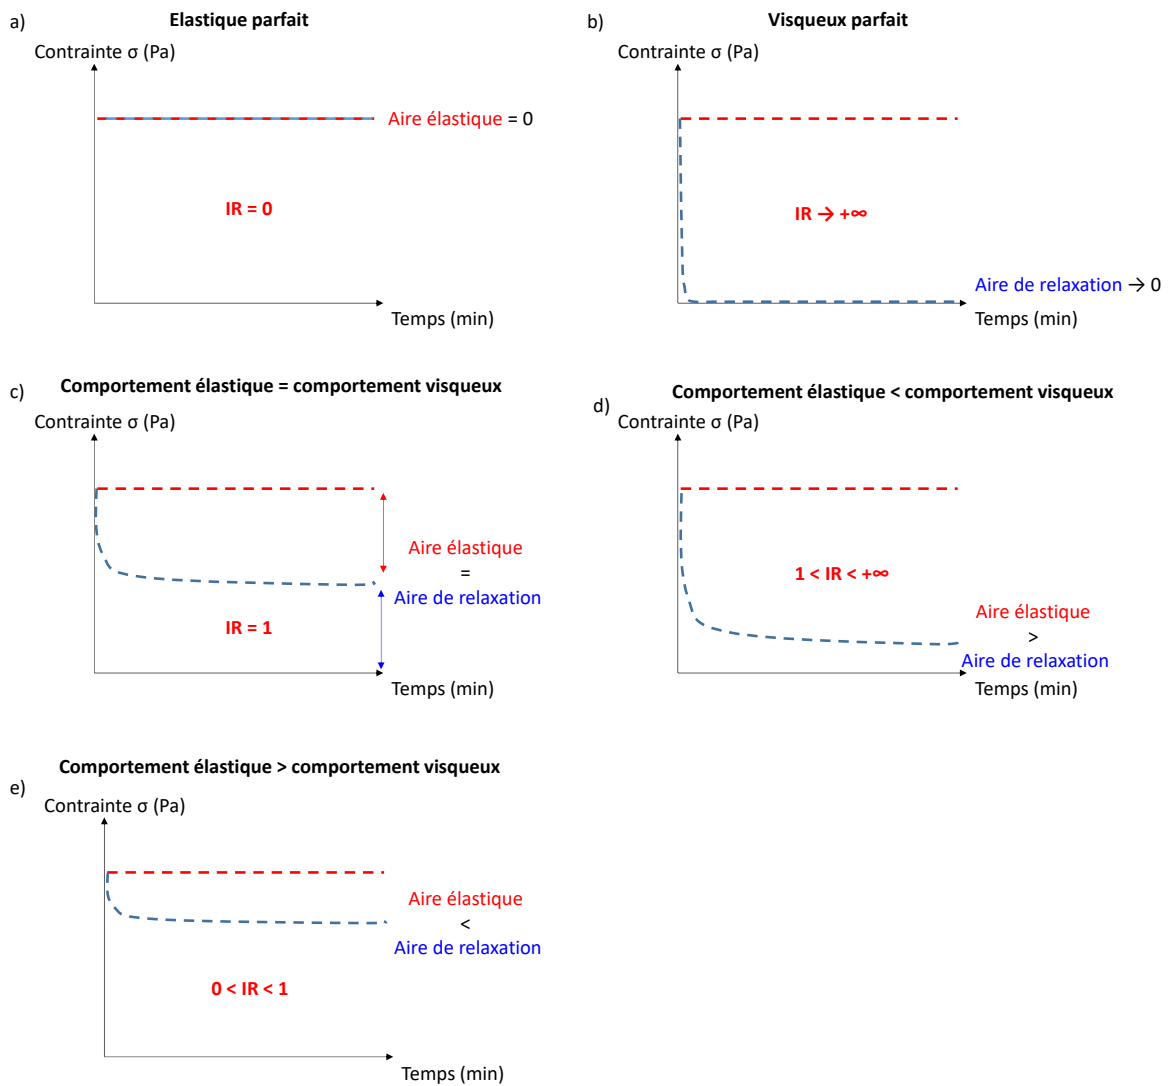 a)
Elastique parfait
Contrainte σ (Pa)
Aire élastique = 0
IR = 0
Temps (min)
b)
Visqueux parfait
Contrainte σ (Pa)
IR → +∞
Aire de relaxation → 0
Temps (min)
c)
Comportement élastique = comportement visqueux
Contrainte σ (Pa)
Aire élastique
=
Aire de relaxation
IR = 1
Temps (min)
d)
Comportement élastique < comportement visqueux
Contrainte σ (Pa)
1 < IR < +∞
Aire élastique
>
Aire de relaxation
Temps (min)
e)
Comportement élastique > comportement visqueux
Contrainte σ (Pa)
Aire élastique
<
Aire de relaxation
0 < IR < 1
Temps (min)